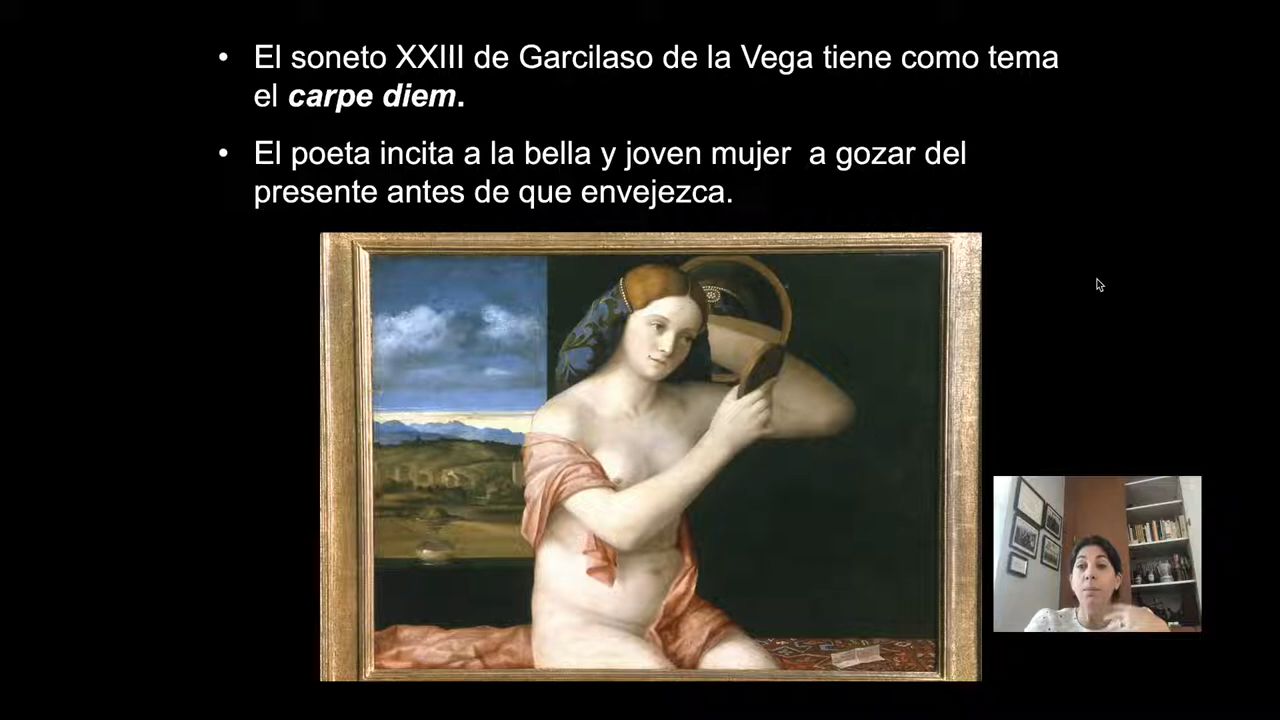 • El soneto XXIII de Garcilaso de la Vega tiene como tema
el carpe diem.
• El poeta incita a la bella y joven mujer a gozar del
presente antes de que envejezca.